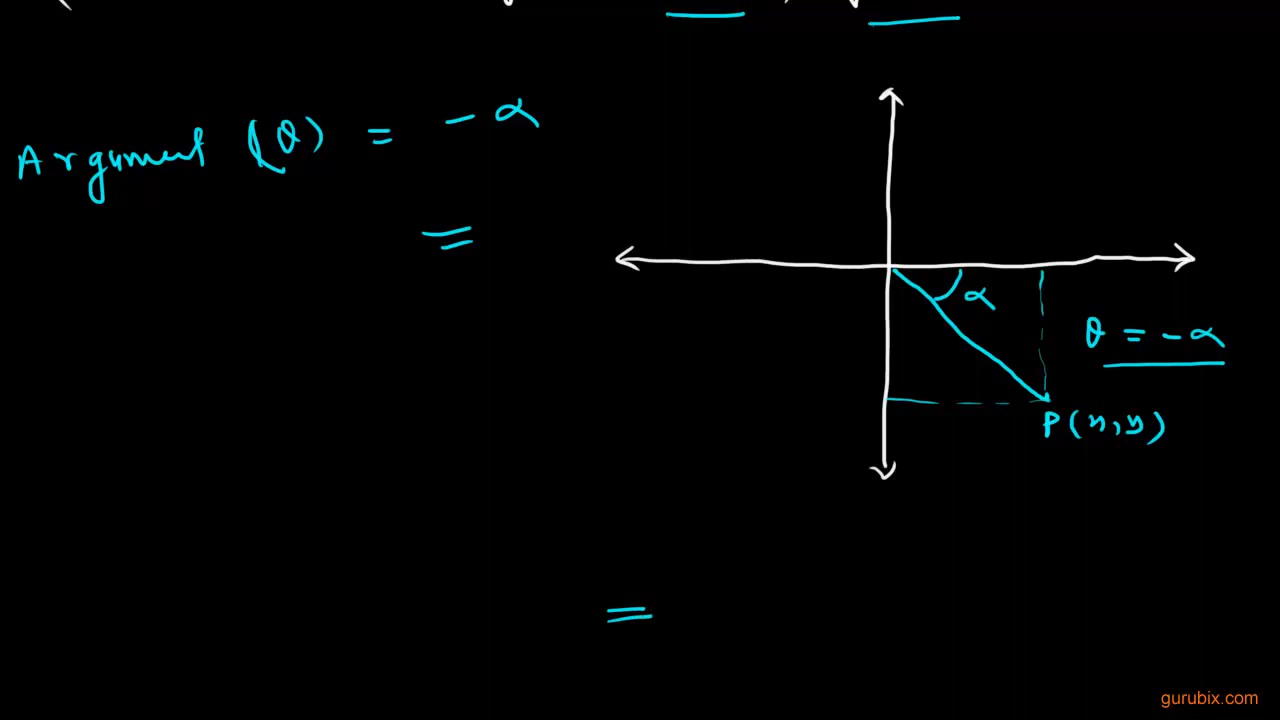 Argument (θ) = - α
=
α
θ = - α
P(x,y)
=
gurubix.com